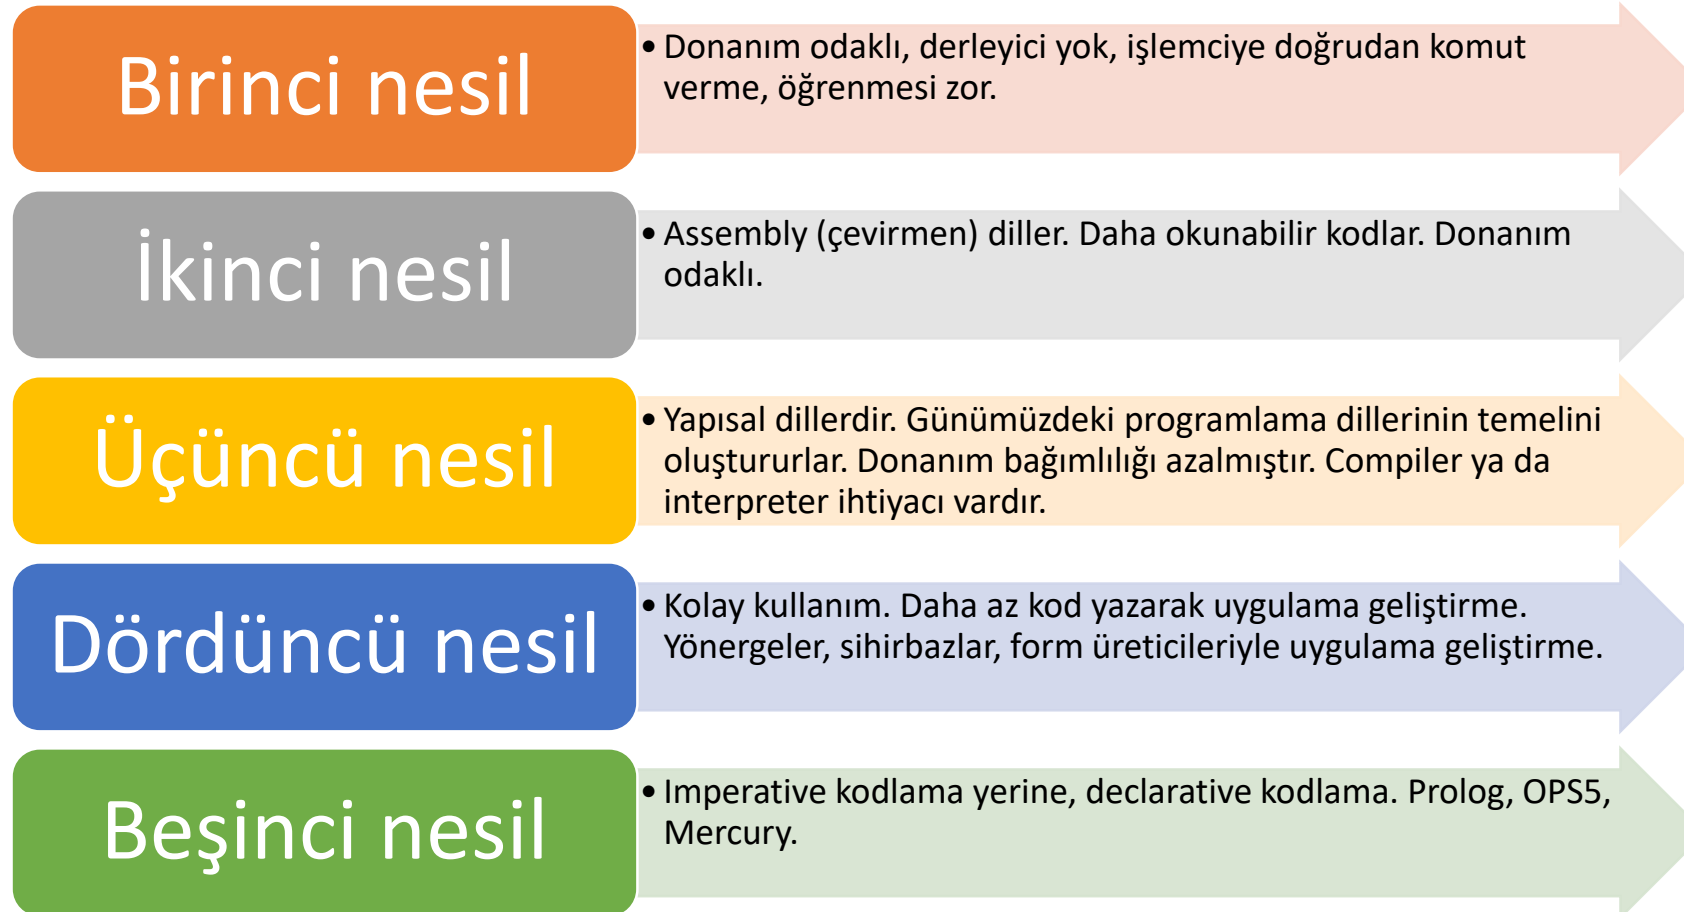 Birinci nesil
• Donanım odaklı, derleyici yok, işlemciye doğrudan komut
verme, öğrenmesi zor.
İkinci nesil
• Assembly (çevirmen) diller. Daha okunabilir kodlar. Donanım
odaklı.
Üçüncü nesil
• Yapısal dillerdir. Günümüzdeki programlama dillerinin temelini
oluştururlar. Donanım bağımlılığı azalmıştır. Compiler ya da
interpreter ihtiyacı vardır.
Dördüncü nesil
• Kolay kullanım. Daha az kod yazarak uygulama geliştirme.
Yönergeler, sihirbazlar, form üreticileriyle uygulama geliştirme.
Beşinci nesil
• Imperative kodlama yerine, declarative kodlama. Prolog, OPS5,
Mercury.